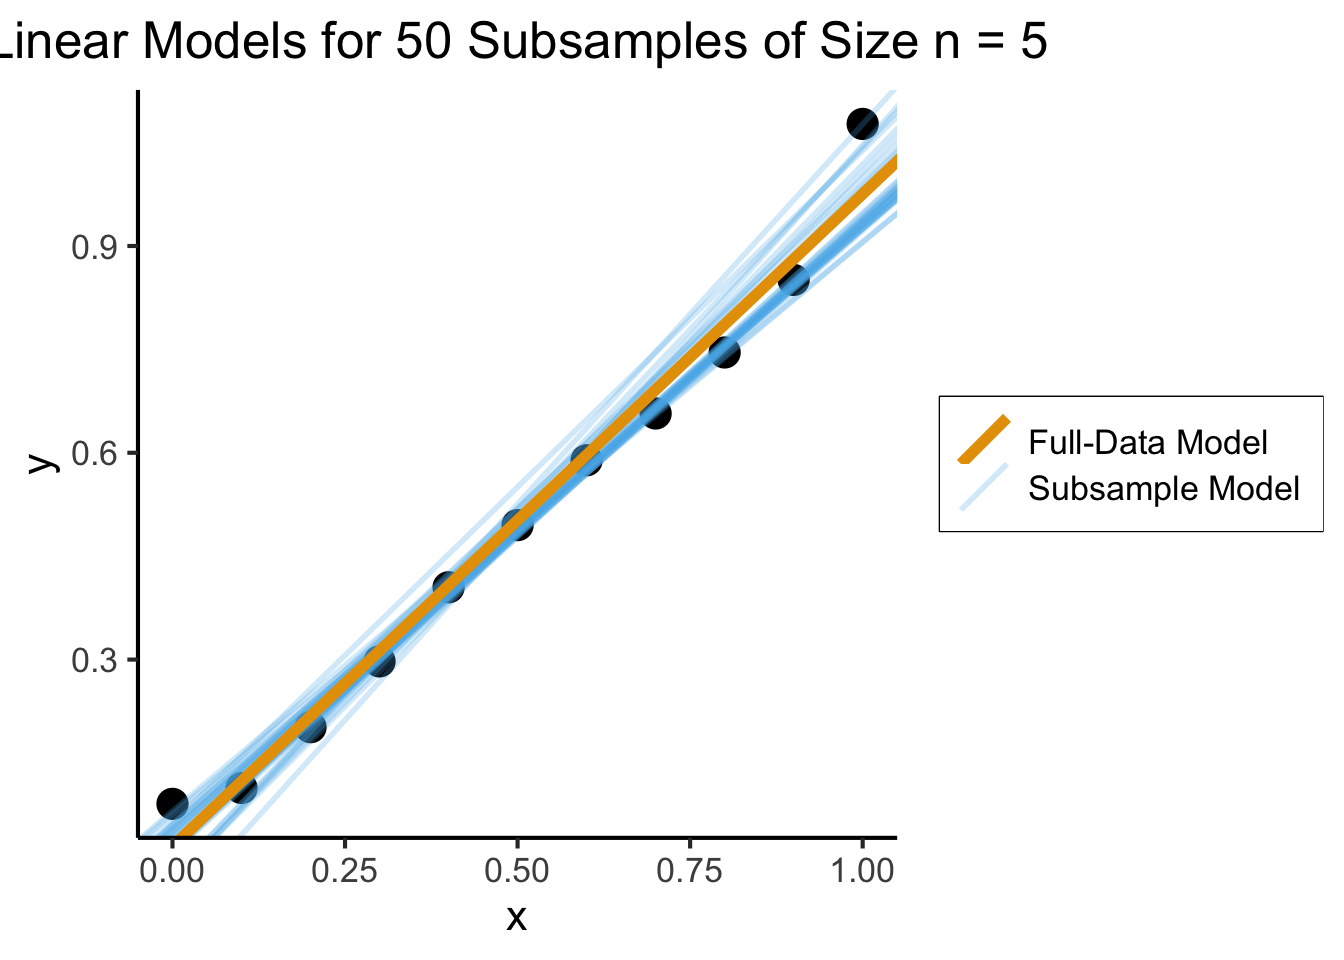 Linear Models for 50 Subsamples of Size n = 5
0.9
0.6
0.3
y
0.00 0.25 0.50 0.75 1.00
x
Full-Data Model
Subsample Model